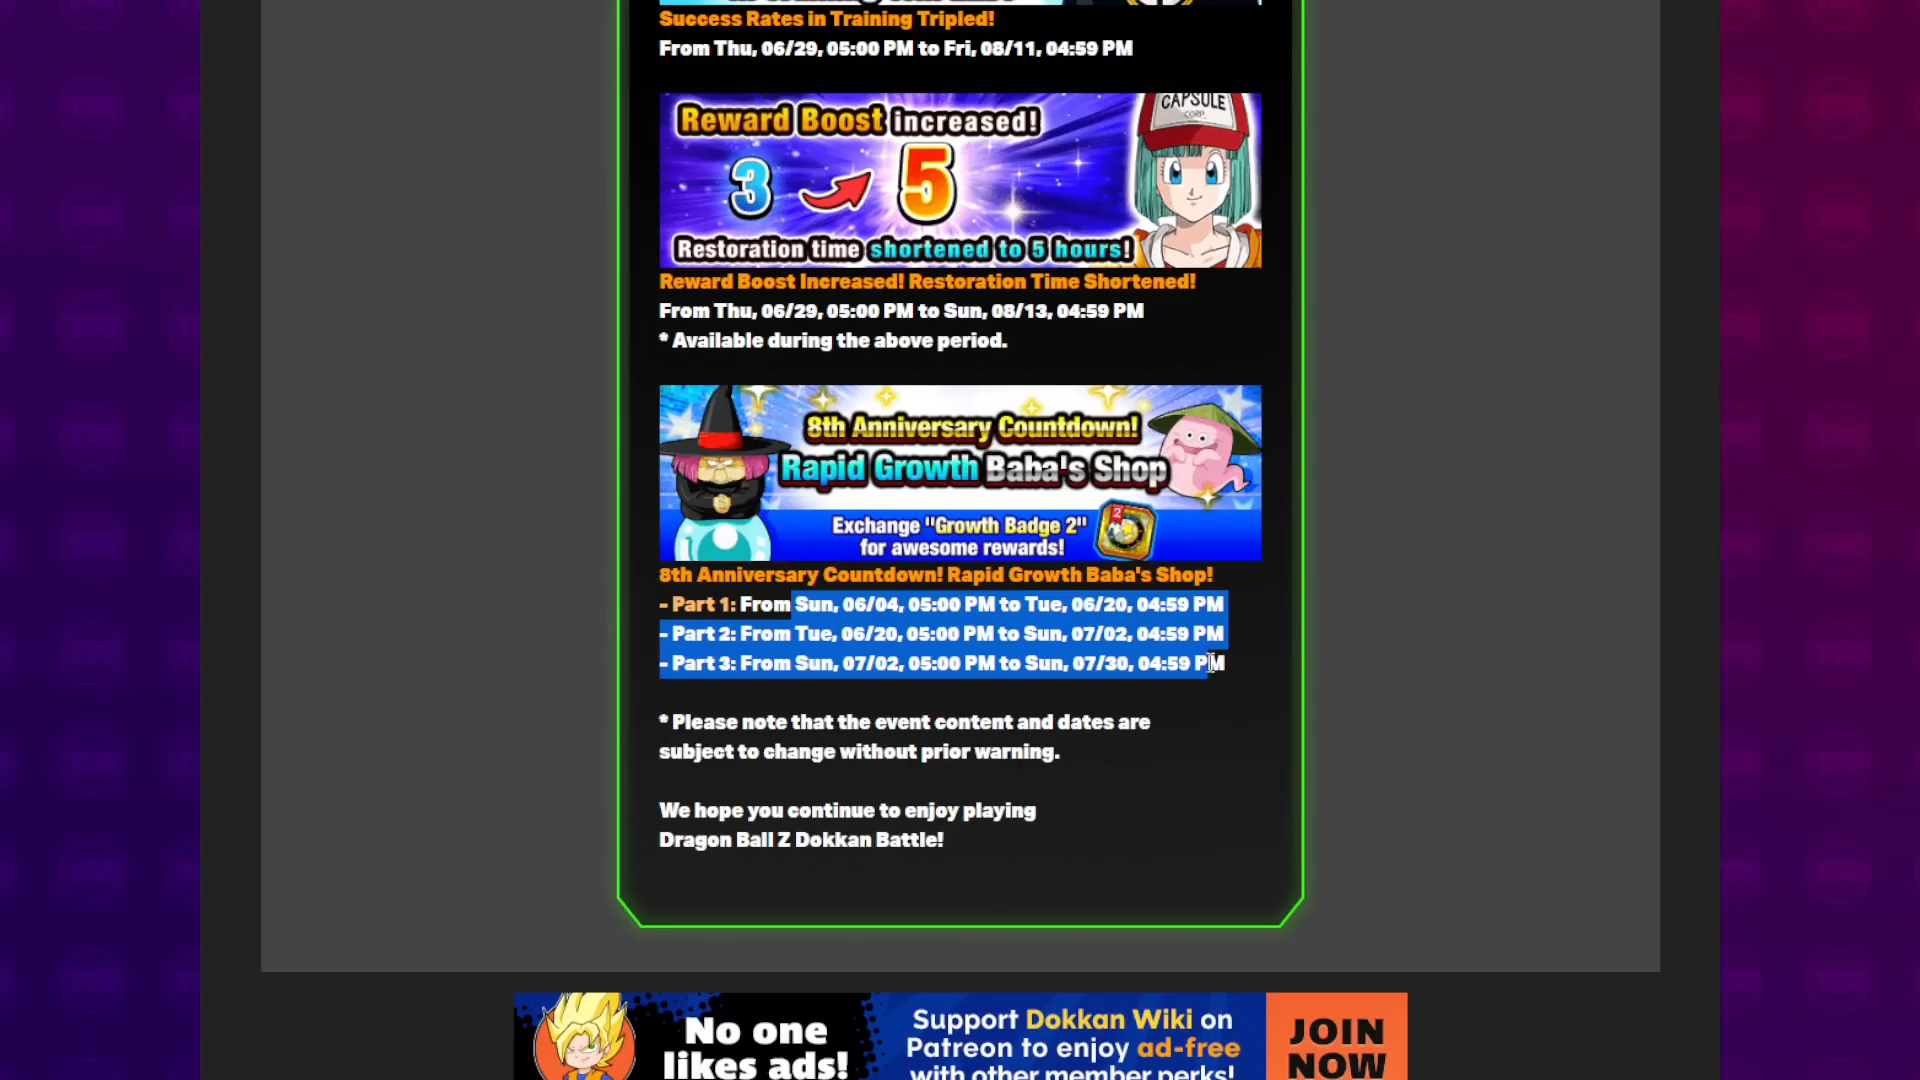 Success Rates in Training Tripled!
From Thu, 06/29, 05:00 PM to Fri, 08/11, 04:59 PM
CAPSULE
CORP.
Reward Boost increased!
3 5
Restoration time shortened to 5 hours!
Reward Boost Increased! Restoration Time Shortened!
From Thu, 06/29, 05:00 PM to Sun, 08/13, 04:59 PM
* Available during the above period.
8th Anniversary Countdown!
Rapid Growth Baba's Shop
Exchange "Growth Badge 2"
2
for awesome rewards!
8th Anniversary Countdown! Rapid Growth Baba's Shop!
- Part 1: From Sun, 06/04, 05:00 PM to Tue, 06/20, 04:59 PM
- Part 2: From Tue, 06/20, 05:00 PM to Sun, 07/02, 04:59 PM
- Part 3: From Sun, 07/02, 05:00 PM to Sun, 07/30, 04:59 PM
* Please note that the event content and dates are
subject to change without prior warning.
We hope you continue to enjoy playing
Dragon Ball Z Dokkan Battle!
No one
likes ads!
Support Dokkan Wiki on
Patreon to enjoy ad-free
with other member perks!
JOIN
NOW